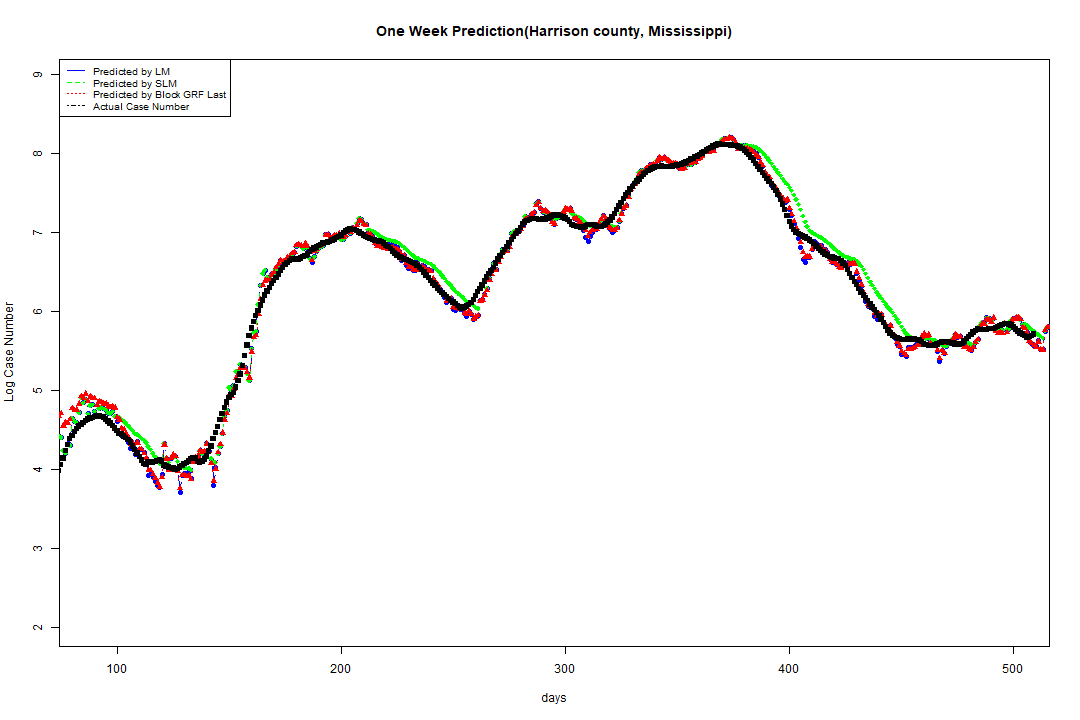 One Week Prediction(Harrison county, Mississippi)
9
Predicted by LM
Predicted by SLM
Predicted by Block GRF Last
Actual Case Number
8
7
6
5
4
3
2
Log Case Number
100 200 300 400 500
days